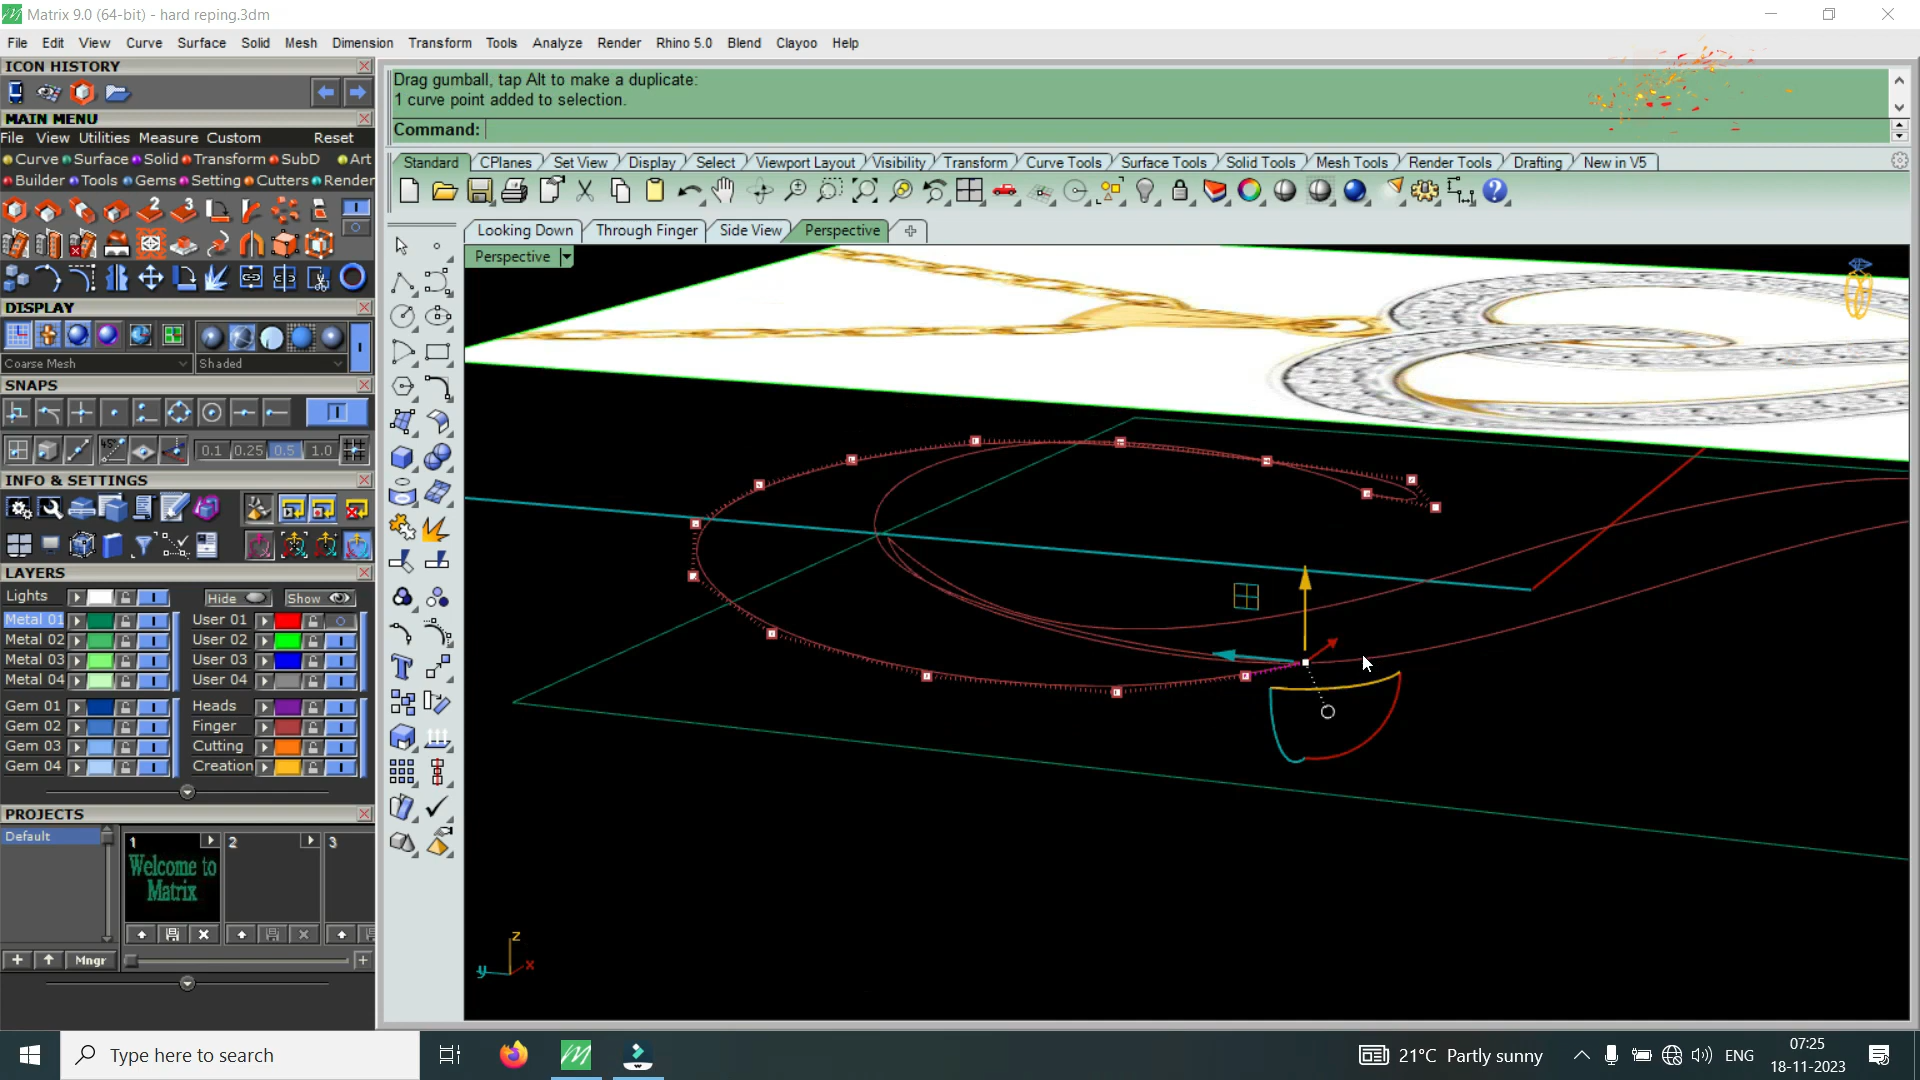 Matrix 9.0 (64-bit) - hard reping.3dm
File Edit View Curve Surface Solid Mesh Dimension Transform Tools Analyze Render Rhino 5.0 Blend Clayoo Help
ICON HISTORY
MAIN MENU
File View Utilities Measure Custom Reset
Curve Surface Solid Transform SubD Art
Builder Tools Gems Setting Cutters Render
2 3
DISPLAY
Coarse Mesh Shaded
SNAPS
0.1 0.25 0.5 1.0
INFO & SETTINGS
LAYERS
Lights Hide Show
Metal 01 User 01
Metal 02 User 02
Metal 03 User 03
Metal 04 User 04
Gem 01 Heads
Gem 02 Finger
Gem 03 Cutting
Gem 04 Creation
PROJECTS
Default
1 2 3
Welcome to
Matrix
Mngr
Drag gumball, tap Alt to make a duplicate:
1 curve point added to selection.
Command:
Standard CPlanes Set View Display Select Viewport Layout Visibility Transform Curve Tools Surface Tools Solid Tools Mesh Tools Render Tools Drafting New in V5
Looking Down Through Finger Side View Perspective
Perspective
z
y x
Type here to search
21°C Partly sunny
ENG
07:25
18-11-2023